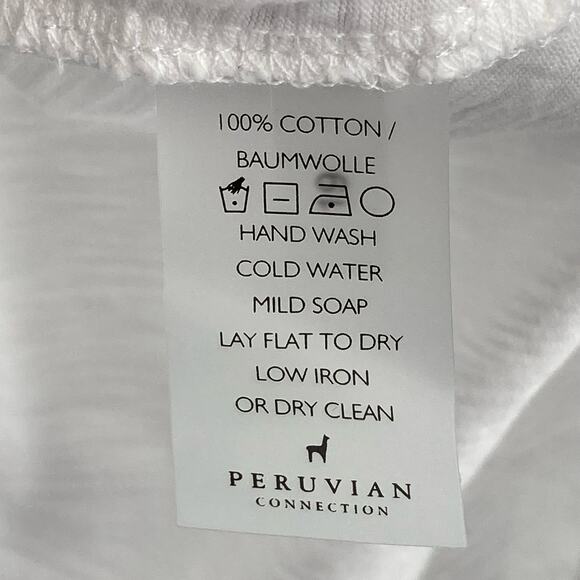 100% COTTON /
BAUMWOLLE
HAND WASH
COLD WATER
MILD SOAP
LAY FLAT TO DRY
LOW IRON
OR DRY CLEAN
PERUVIAN
CONNECTION